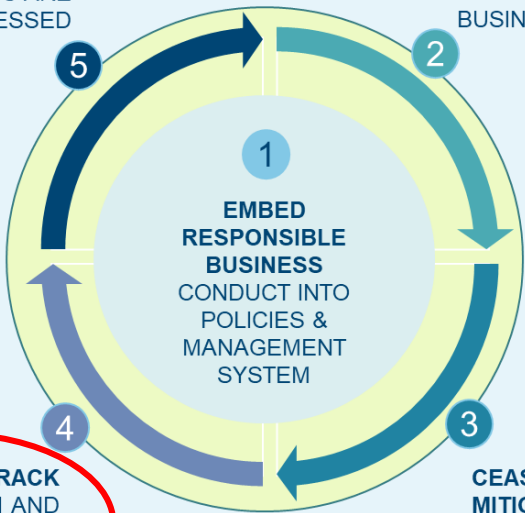 ARE
ESSED
BUSIN
5
2
1
EMBED
RESPONSIBLE
BUSINESS
CONDUCT INTO
POLICIES &
MANAGEMENT
SYSTEM
4
3
RACK
AND
CEAS
MITIG